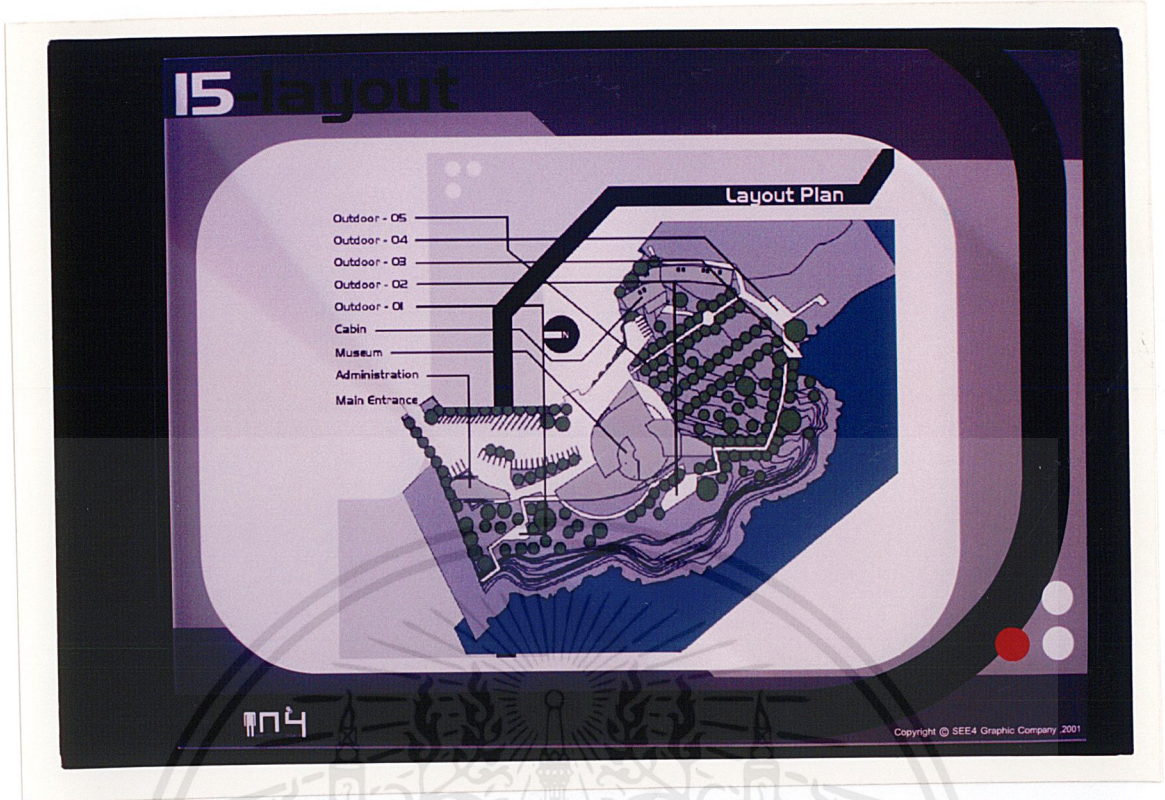 15-layout
Layout Plan
Outdoor - 05
Outdoor - 04
Outdoor - 03
Outdoor - 02
Outdoor - 01
N
Cabin
Museum
Administration
Main Entrance
Copyright © SEE4 Graphic Company ,2001